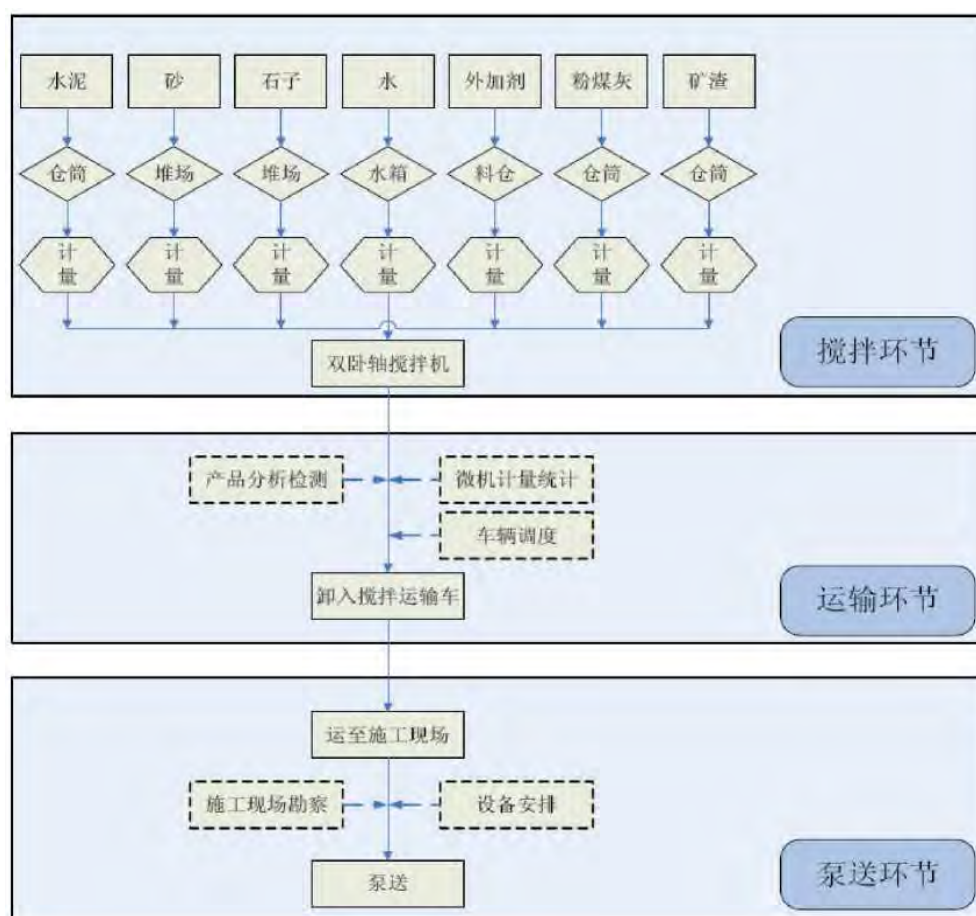 水泥 砂 石子 水 外加剂 粉煤灰 矿渣
仓筒 堆场 堆场 水箱 料仓 仓筒 仓筒
计 计 计 计 计 计 计
量 量 量 量 量 量 量
搅拌环节
双卧轴搅拌机
产品分析检测 微机计量统计
车辆调度
卸入搅拌运输车
运输环节
运至施工现场
施工现场勘察 设备安排
泵送
泵送环节